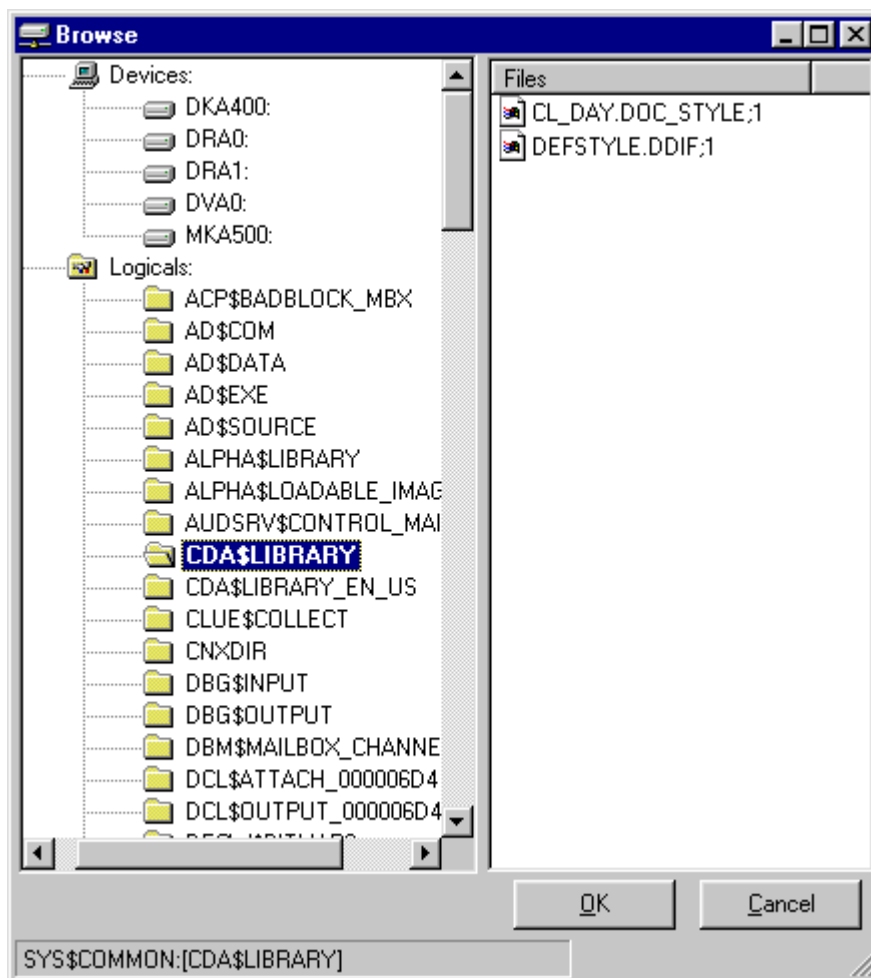 Browse
Devices:
DKA400:
DRA0:
DRA1:
DVA0:
MKA500:
Logicals:
ACP$BADBLOCK_MBX
AD$COM
AD$DATA
AD$EXE
AD$SOURCE
ALPHA$LIBRARY
ALPHA$LOADABLE_IMAG
AUDSRV$CONTROL_MAI
CDA$LIBRARY
CDA$LIBRARY_EN_US
CLUE$COLLECT
CNXDIR
DBG$INPUT
DBG$OUTPUT
DBM$MAILBOX_CHANNE
DCL$ATTACH_000006D4
DCL$OUTPUT_000006D4
Files
CL_DAY.DOC_STYLE;1
DEFSTYLE.DDIF;1
OK
Cancel
SYS$COMMON:[CDA$LIBRARY]